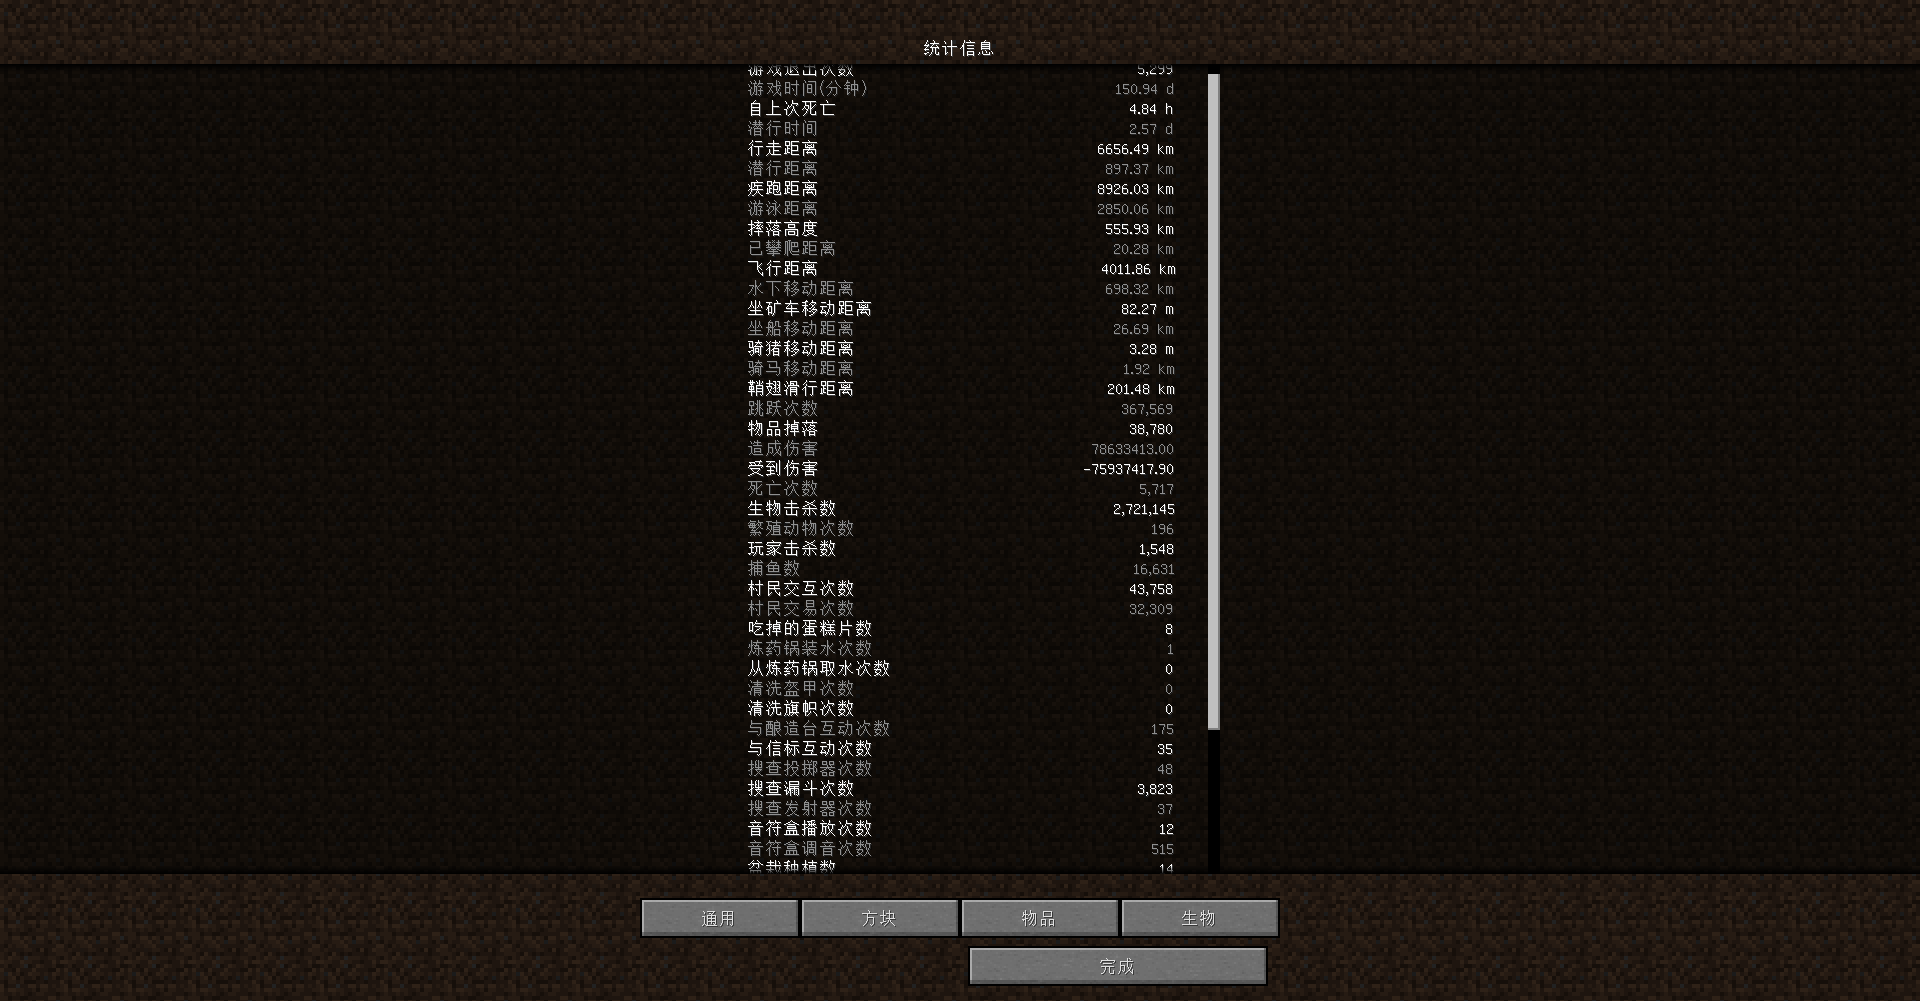 统计信息
游戏退出次数 5,299
游戏时间(分钟) 150.94 d
自上次死亡 4.84 h
潜行时间 2.57 d
行走距离 6656.49 km
潜行距离 897.37 km
疾跑距离 8926.03 km
游泳距离 2850.06 km
摔落高度 555.93 km
已攀爬距离 20.28 km
飞行距离 4011.86 km
水下移动距离 698.32 km
坐矿车移动距离 82.27 m
坐船移动距离 26.69 km
骑猪移动距离 3.28 m
骑马移动距离 1.92 km
鞘翅滑行距离 201.48 km
跳跃次数 367,569
物品掉落 38,780
造成伤害 78633413.00
受到伤害 -75937417.90
死亡次数 5,717
生物击杀数 2,721,145
繁殖动物次数 196
玩家击杀数 1,548
捕鱼数 16,631
村民交互次数 43,758
村民交易次数 32,309
吃掉的蛋糕片数 8
炼药锅装水次数 1
从炼药锅取水次数 0
清洗盔甲次数 0
清洗旗帜次数 0
与酿造台互动次数 175
与信标互动次数 35
搜查投掷器次数 48
搜查漏斗次数 3,823
搜查发射器次数 37
音符盒播放次数 12
音符盒调音次数 515
盆栽种植数 14
通用 方块 物品 生物
完成